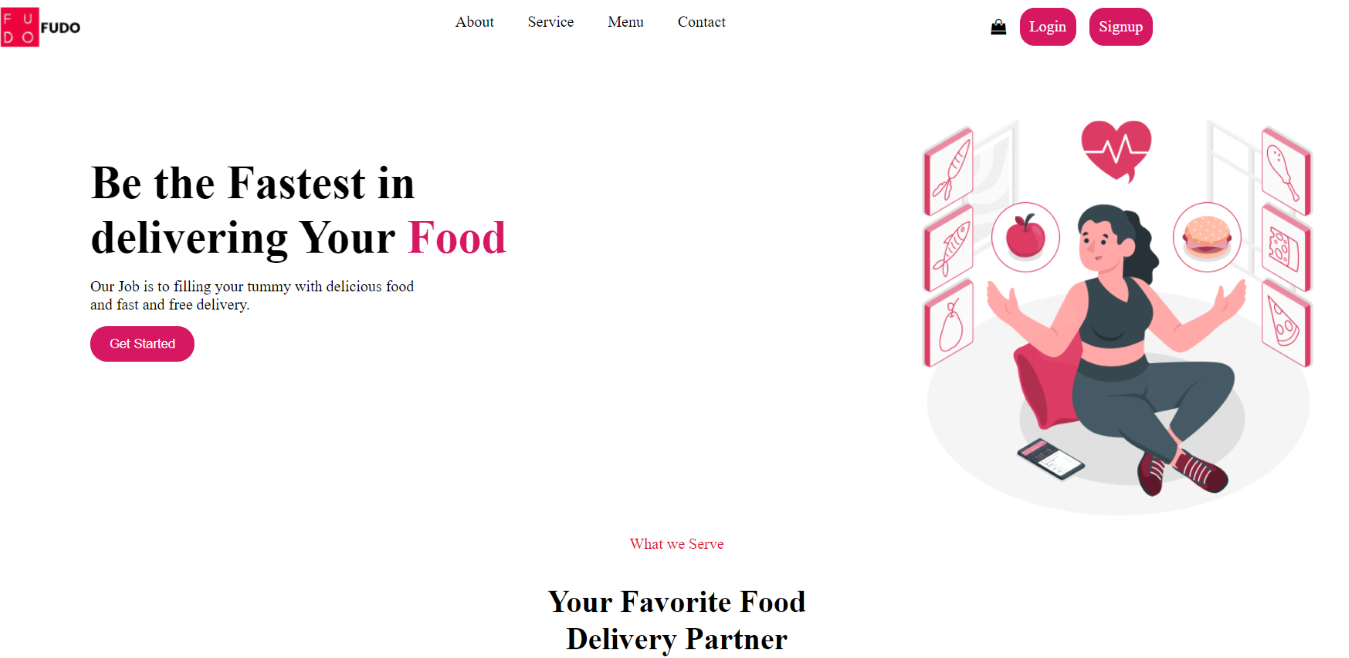 F U
D O
FUDO
About
Service
Menu
Contact
Login
Signup
Be the Fastest in
delivering Your Food
Our Job is to filling your tummy with delicious food
and fast and free delivery.
Get Started
What we Serve
Your Favorite Food
Delivery Partner